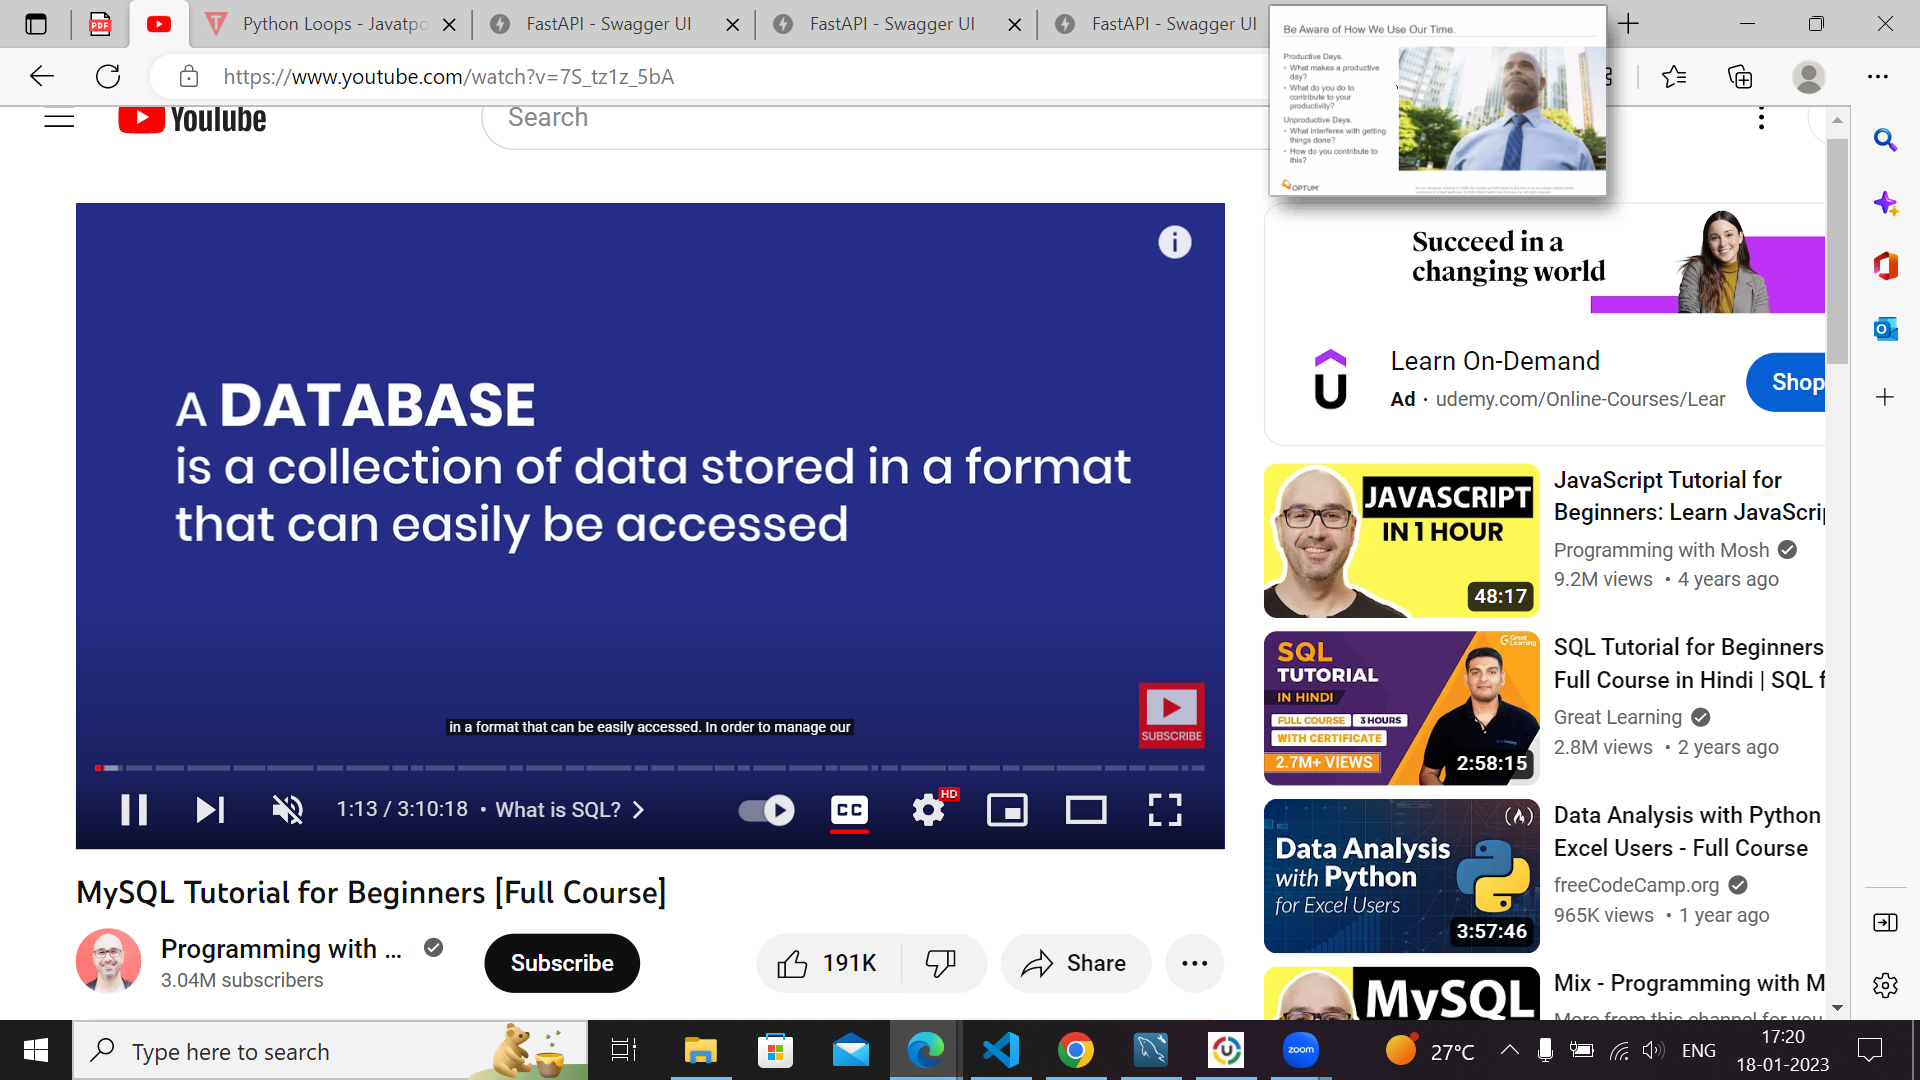 Python Loops - Javatpo
FastAPI - Swagger UI
FastAPI - Swagger UI
FastAPI - Swagger UI
https://www.youtube.com/watch?v=7S_tz1z_5bA
YouTube
Search
Be Aware of How We Use Our Time.
Productive Days.
• What makes a productive
day?
• What do you do to
contribute to your
productivity?
Unproductive Days.
• What interferes with getting
things done?
• How do you contribute to
this?
OPTUM
A DATABASE
is a collection of data stored in a format
that can easily be accessed
in a format that can be easily accessed. In order to manage our
SUBSCRIBE
1:13 / 3:10:18 • What is SQL?
CC
HD
MySQL Tutorial for Beginners [Full Course]
Programming with ...
3.04M subscribers
Subscribe
191K
Share
Succeed in a
changing world
Learn On-Demand
Ad · udemy.com/Online-Courses/Lear
Shop
JAVASCRIPT
IN 1 HOUR
48:17
JavaScript Tutorial for
Beginners: Learn JavaScrip
Programming with Mosh
9.2M views • 4 years ago
SQL
TUTORIAL
IN HINDI
FULL COURSE 3 HOURS
WITH CERTIFICATE
2.7M+ VIEWS
Great Learning
2:58:15
SQL Tutorial for Beginners
Full Course in Hindi | SQL f
Great Learning
2.8M views • 2 years ago
Data Analysis
with Python
for Excel Users
3:57:46
Data Analysis with Python
Excel Users - Full Course
freeCodeCamp.org
965K views • 1 year ago
MySQL
Mix - Programming with M
More from this channel for you
Type here to search
zoom
27°C
ENG
17:20
18-01-2023